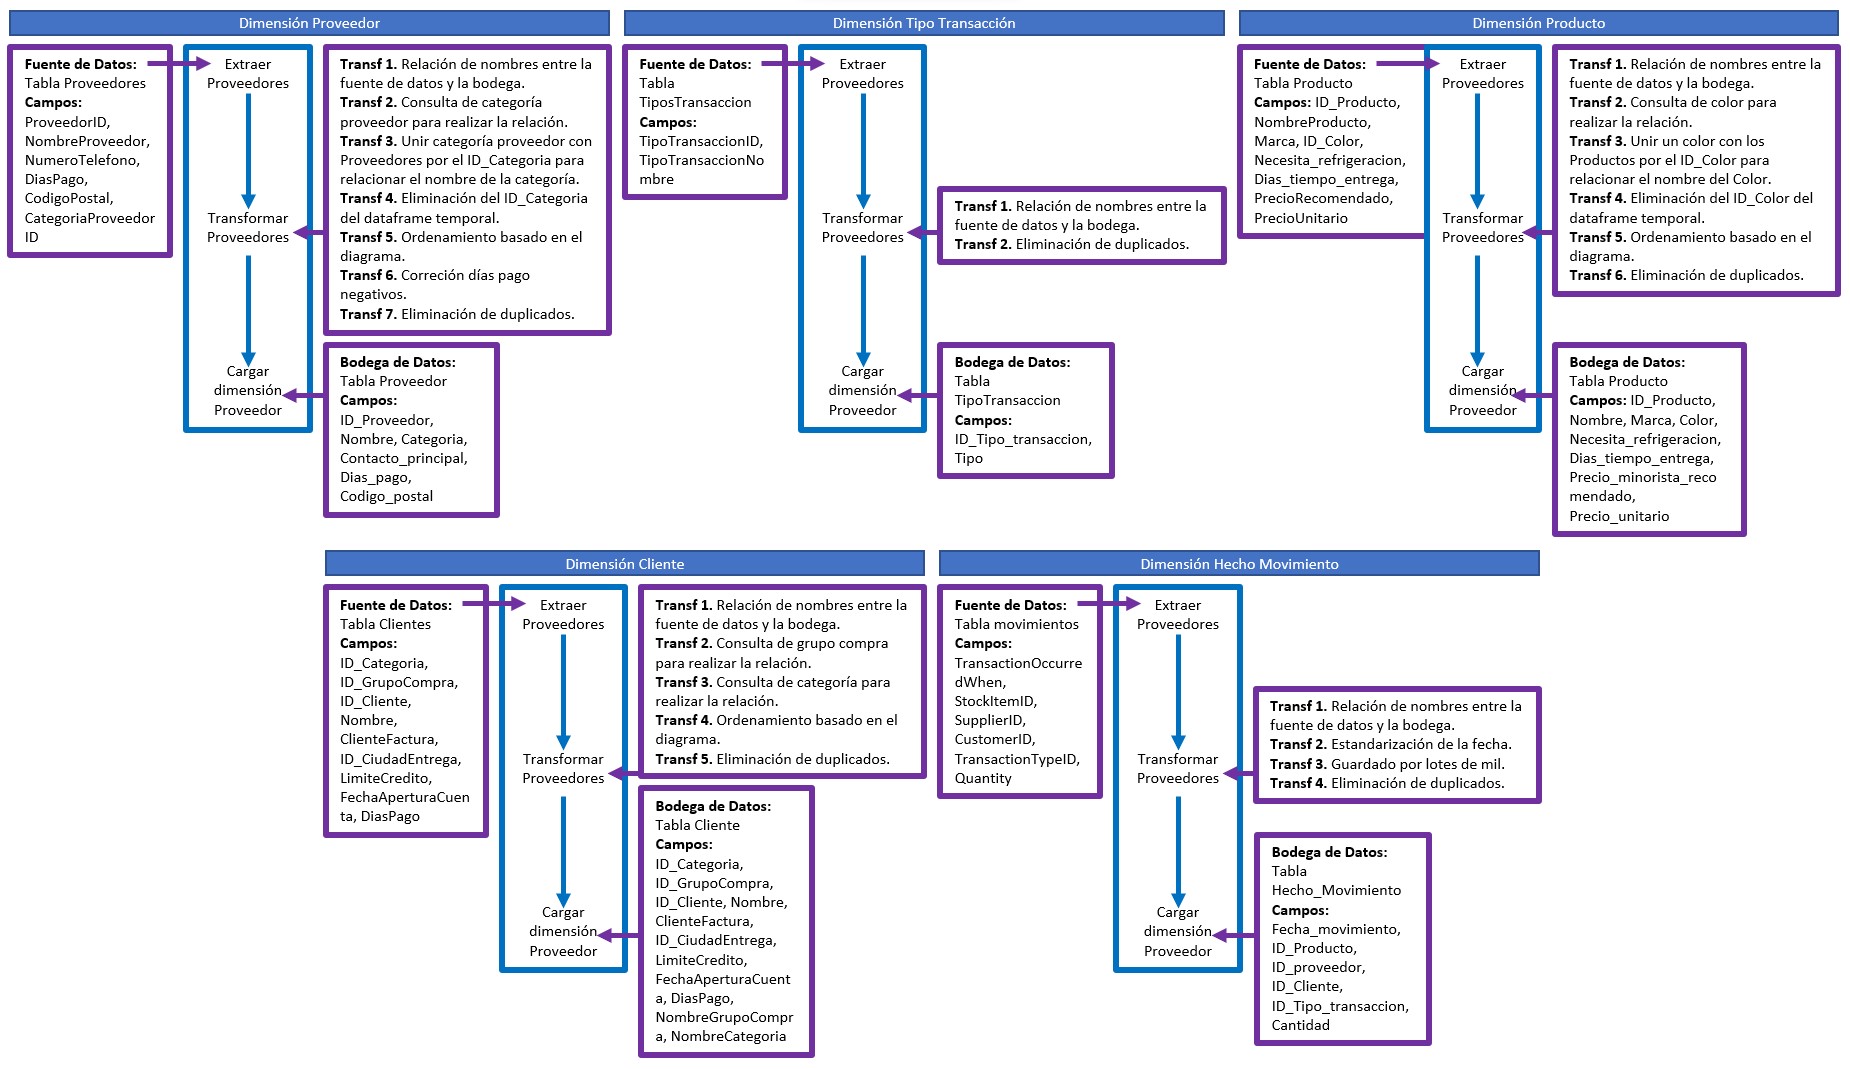 Dimensión Proveedor
Fuente de Datos:
Tabla Proveedores
Campos:
ProveedorID,
NombreProveedor,
NumeroTelefono,
DiasPago,
CodigoPostal,
CategoriaProveedor
ID
Extraer
Proveedores
Transformar
Proveedores
Cargar
dimensión
Proveedor
Transf 1. Relación de nombres entre la
fuente de datos y la bodega.
Transf 2. Consulta de categoría
proveedor para realizar la relación.
Transf 3. Unir categoría proveedor con
Proveedores por el ID_Categoria para
relacionar el nombre de la categoría.
Transf 4. Eliminación del ID_Categoria
del dataframe temporal.
Transf 5. Ordenamiento basado en el
diagrama.
Transf 6. Correción días pago
negativos.
Transf 7. Eliminación de duplicados.
Bodega de Datos:
Tabla Proveedor
Campos:
ID_Proveedor,
Nombre, Categoria,
Contacto_principal,
Dias_pago,
Codigo_postal
Dimensión Tipo Transacción
Fuente de Datos:
Tabla
TiposTransaccion
Campos:
TipoTransaccionID,
TipoTransaccionNo
mbre
Extraer
Proveedores
Transformar
Proveedores
Cargar
dimensión
Proveedor
Transf 1. Relación de nombres entre la
fuente de datos y la bodega.
Transf 2. Eliminación de duplicados.
Bodega de Datos:
Tabla
TipoTransaccion
Campos:
ID_Tipo_transaccion,
Tipo
Dimensión Producto
Fuente de Datos:
Tabla Producto
Campos: ID_Producto,
NombreProducto,
Marca, ID_Color,
Necesita_refrigeracion,
Dias_tiempo_entrega,
PrecioRecomendado,
PrecioUnitario
Extraer
Proveedores
Transformar
Proveedores
Cargar
dimensión
Proveedor
Transf 1. Relación de nombres entre la
fuente de datos y la bodega.
Transf 2. Consulta de color para
realizar la relación.
Transf 3. Unir un color con los
Productos por el ID_Color para
relacionar el nombre del Color.
Transf 4. Eliminación del ID_Color del
dataframe temporal.
Transf 5. Ordenamiento basado en el
diagrama.
Transf 6. Eliminación de duplicados.
Bodega de Datos:
Tabla Producto
Campos: ID_Producto,
Nombre, Marca, Color,
Necesita_refrigeracion,
Dias_tiempo_entrega,
Precio_minorista_reco
mendado,
Precio_unitario
Dimensión Cliente
Fuente de Datos:
Tabla Clientes
Campos:
ID_Categoria,
ID_GrupoCompra,
ID_Cliente,
Nombre,
ClienteFactura,
ID_CiudadEntrega,
LimiteCredito,
FechaAperturaCuen
ta, DiasPago
Extraer
Proveedores
Transformar
Proveedores
Cargar
dimensión
Proveedor
Transf 1. Relación de nombres entre la
fuente de datos y la bodega.
Transf 2. Consulta de grupo compra
para realizar la relación.
Transf 3. Consulta de categoría para
realizar la relación.
Transf 4. Ordenamiento basado en el
diagrama.
Transf 5. Eliminación de duplicados.
Bodega de Datos:
Tabla Cliente
Campos:
ID_Categoria,
ID_GrupoCompra,
ID_Cliente, Nombre,
ClienteFactura,
ID_CiudadEntrega,
LimiteCredito,
FechaAperturaCuent
a, DiasPago,
NombreGrupoCompr
a, NombreCategoria
Dimensión Hecho Movimiento
Fuente de Datos:
Tabla movimientos
Campos:
TransactionOccurre
dWhen,
StockItemID,
SupplierID,
CustomerID,
TransactionTypeID,
Quantity
Extraer
Proveedores
Transformar
Proveedores
Cargar
dimensión
Proveedor
Transf 1. Relación de nombres entre la
fuente de datos y la bodega.
Transf 2. Estandarización de la fecha.
Transf 3. Guardado por lotes de mil.
Transf 4. Eliminación de duplicados.
Bodega de Datos:
Tabla
Hecho_Movimiento
Campos:
Fecha_movimiento,
ID_Producto,
ID_proveedor,
ID_Cliente,
ID_Tipo_transaccion,
Cantidad